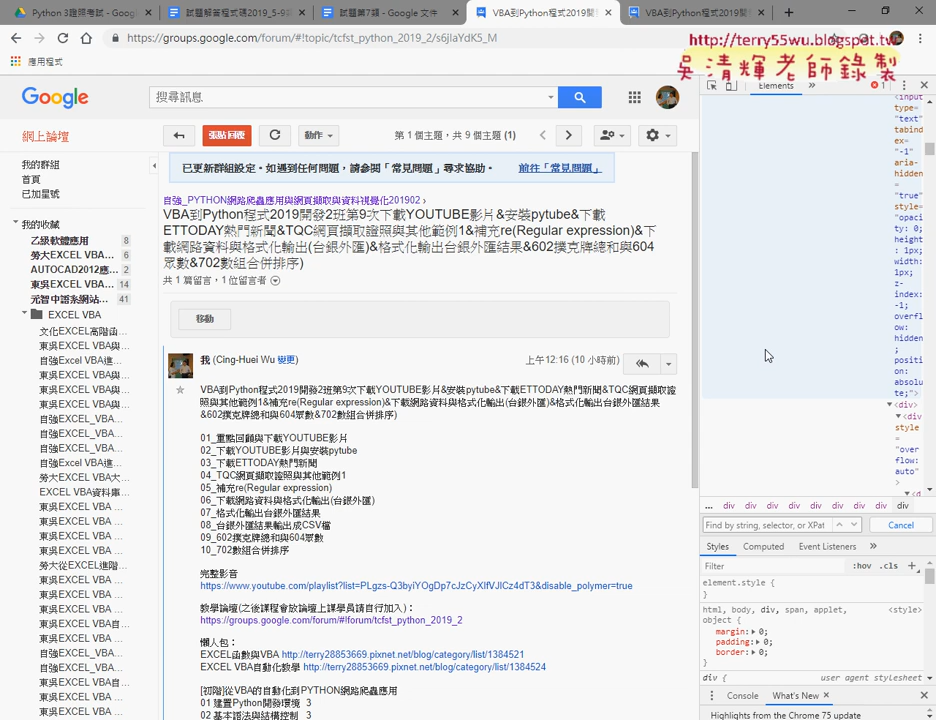 Python 3證照考試 - Goog
試題解答程式碼2019_5-9班
試題第7類 - Google 文件
VBA到Python程式2019開發
VBA到Python程式2019開發
https://groups.google.com/forum/#!topic/tcfst_python_2019_2/s6jIaYdK5_M
http://terry55wu.blogspot.tw
吳清輝老師錄製
應用程式
Google
搜尋訊息
Elements
1
網上論壇
張貼回覆
動作
第 1 個主題，共 9 個主題 (1)
我的群組
首頁
已加星號
我的收藏
乙級軟體應用 8
勞大EXCEL VBA... 6
AUTOCAD2012應... 2
東吳EXCEL VBA... 14
元智中語系網站... 41
EXCEL VBA
文化EXCEL高階函...
東吳EXCEL VBA與...
自強Excel VBA進...
東吳EXCEL VBA與...
東吳EXCEL VBA與...
東吳EXCEL VBA與...
自強EXCEL_VBA...
自強EXCEL_VBA...
自強EXCEL_VBA...
自強Excel VBA進...
勞大EXCEL VBA大...
EXCEL VBA資料庫...
東吳EXCEL VBA ...
東吳EXCEL VBA ...
東吳EXCEL VBA ...
東吳EXCEL VBA ...
勞大從EXCEL進階...
東吳EXCEL VBA ...
東吳EXCEL VBA ...
東吳EXCEL VBA ...
東吳EXCEL VBA自...
自強EXCEL VBA...
自強EXCEL_VBA...
東吳EXCEL VBA自...
東吳EXCEL VBA ...
東吳EXCEL VBA ...
已更新群組設定。如遇到任何問題，請參閱「常見問題」尋求協助。 前往「常見問題」
自強_PYTHON網路爬蟲應用與網頁擷取與資料視覺化201902 ›
VBA到Python程式2019開發2班第9次下載YOUTUBE影片&安裝pytube&下載
ETTODAY熱門新聞&TQC網頁擷取證照與其他範例1&補充re(Regular expression)&下
載網路資料與格式化輸出(台銀外匯)&格式化輸出台銀外匯結果&602撲克牌總和與604
眾數&702數組合併排序)
共 1 篇留言，1 位留言者
移動
我 (Cing-Huei Wu 變更)
上午12:16 (10 小時前)
VBA到Python程式2019開發2班第9次下載YOUTUBE影片&安裝pytube&下載ETTODAY熱門新聞&TQC網頁擷取證
照與其他範例1&補充re(Regular expression)&下載網路資料與格式化輸出(台銀外匯)&格式化輸出台銀外匯結果
&602撲克牌總和與604眾數&702數組合併排序)
01_重點回顧與下載YOUTUBE影片
02_下載YOUTUBE影片與安裝pytube
03_下載ETTODAY熱門新聞
04_TQC網頁擷取證照與其他範例1
05_補充re(Regular expression)
06_下載網路資料與格式化輸出(台銀外匯)
07_格式化輸出台銀外匯結果
08_台銀外匯結果輸出成CSV檔
09_602撲克牌總和與604眾數
10_702數組合併排序
完整影音
https://www.youtube.com/playlist?list=PLgzs-Q3byiYOgDp7cJzCyXlfVJlCz4dT3&disable_polymer=true
教學論壇(之後課程會放論壇上課學員請自行加入)：
https://groups.google.com/forum/#!forum/tcfst_python_2019_2
懶人包：
EXCEL函數與VBA http://terry28853669.pixnet.net/blog/category/list/1384521
EXCEL VBA自動化教學 http://terry28853669.pixnet.net/blog/category/list/1384524
[初階]從VBA的自動化到PYTHON網路爬蟲應用
01 建置Python開發環境 3
02 基本語法與結構控制 3
<input
type=
"text"
tabind
ex=
"-1"
aria-
hidden=
"true"
style=
"opaci
ty: 0;
height
: 1px;
width:
1px;
z-
index:
-1;
overfl
ow:
hidden;
positi
on:
absolu
te;">
<div>
<div
style
=
"over
flow:
auto"
>
<d
... div div div div div div div div div
Find by string, selector, or XPat
Cancel
Styles Computed Event Listeners
Filter :hov .cls +
element.style {
}
html, body, div, span, applet, object { <style>
margin: 0;
padding: 0;
border: 0;
}
div { user agent stylesheet
Console What's New
Highlights from the Chrome 75 update